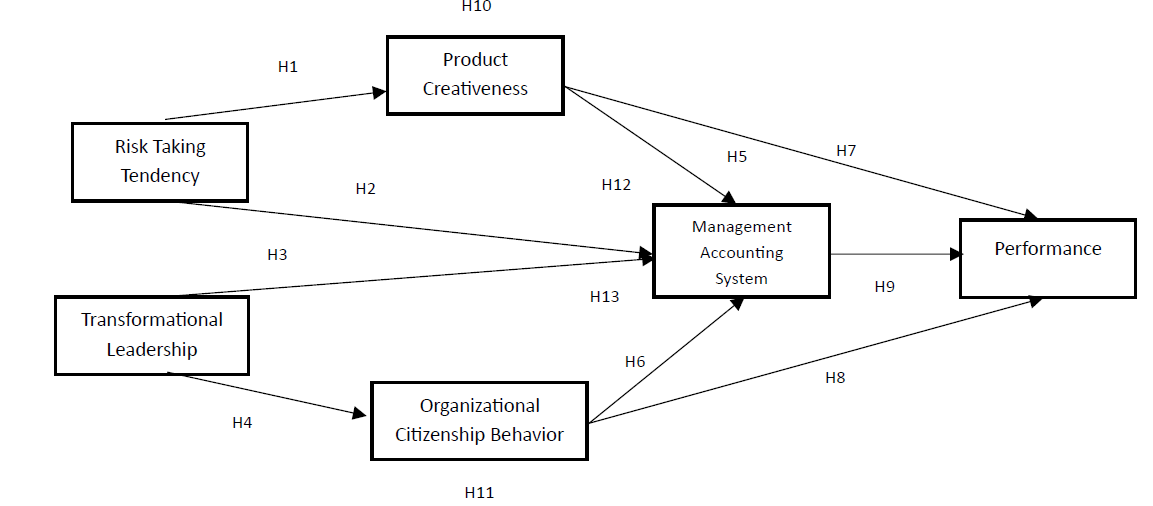 H10
Product
Creativeness
H1
Risk Taking
Tendency
H5
H7
H2
H12
Management
Accounting
System
Performance
H3
H9
H13
Transformational
Leadership
H6
H8
H4
Organizational
Citizenship Behavior
H11